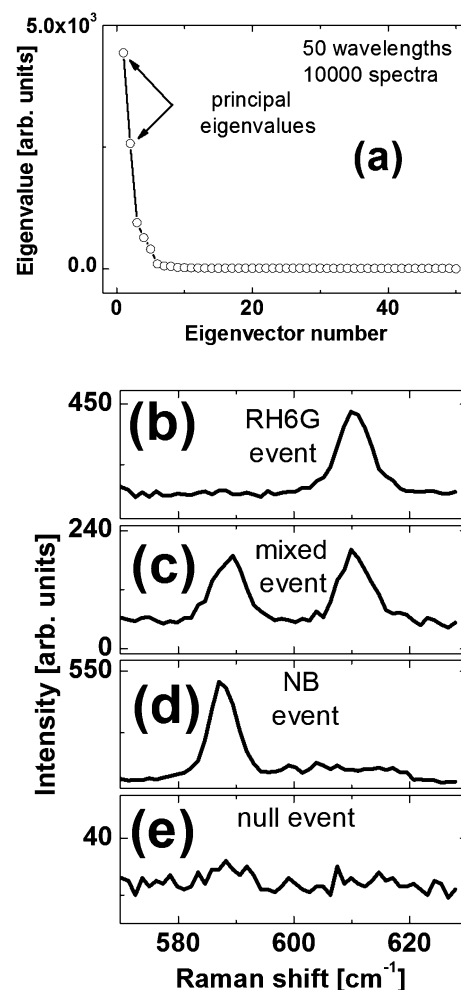 5.0x10³
50 wavelengths
10000 spectra
principal
eigenvalues
(a)
Eigenvalue [arb. units]
0.0
0 20 40
Eigenvector number
450
(b)
RH6G
event
240
(c)
mixed
event
0
Intensity [arb. units]
550
(d)
NB
event
(e)
null event
40
580 600 620
Raman shift [cm⁻¹]